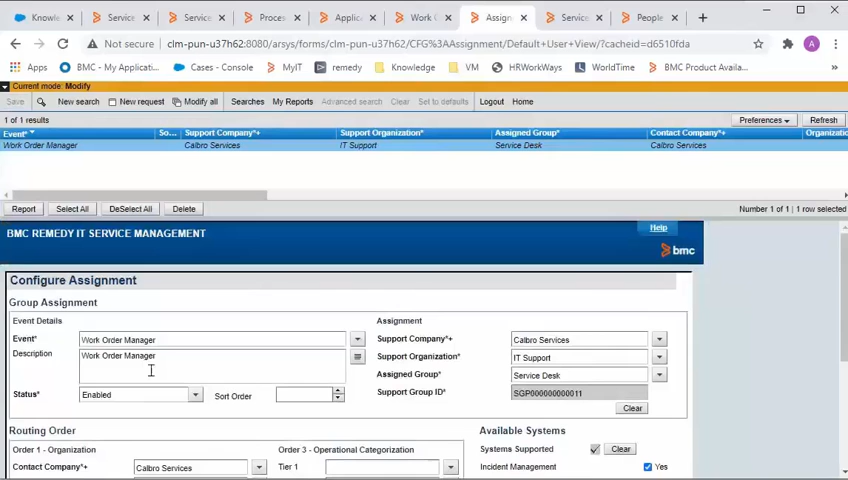 Knowle
Service
Service
Proces
Applica
Work C
Assign
Service
People
Not secure
clm-pun-u37h62:8080/arsys/forms/clm-pun-u37h62/CFG%3AAssignment/Default+User+View/?cacheid=d6510fda
A
Apps
BMC - My Applicatio...
Cases - Console
MyIT
remedy
Knowledge
VM
HRWorkWays
WorldTime
BMC Product Availa...
Current mode: Modify
Save
New search
New request
Modify all
Searches
My Reports
Advanced search
Clear
Set to defaults
Logout
Home
1 of 1 results
Preferences
Refresh
Event*
So...
Support Company*+
Support Organization*
Assigned Group*
Contact Company*+
Organizatio
Work Order Manager
Calbro Services
IT Support
Service Desk
Calbro Services
Report
Select All
DeSelect All
Delete
Number 1 of 1 | 1 row selected
BMC REMEDY IT SERVICE MANAGEMENT
Help
bmc
Configure Assignment
Group Assignment
Event Details
Assignment
Event*
Work Order Manager
Support Company*+
Calbro Services
Description
Work Order Manager
Support Organization*
IT Support
Assigned Group*
Service Desk
Status*
Enabled
Sort Order
Support Group ID*
SGP000000000011
Clear
Routing Order
Available Systems
Order 1 - Organization
Order 3 - Operational Categorization
Systems Supported
Clear
Contact Company*+
Calbro Services
Tier 1
Incident Management
Yes